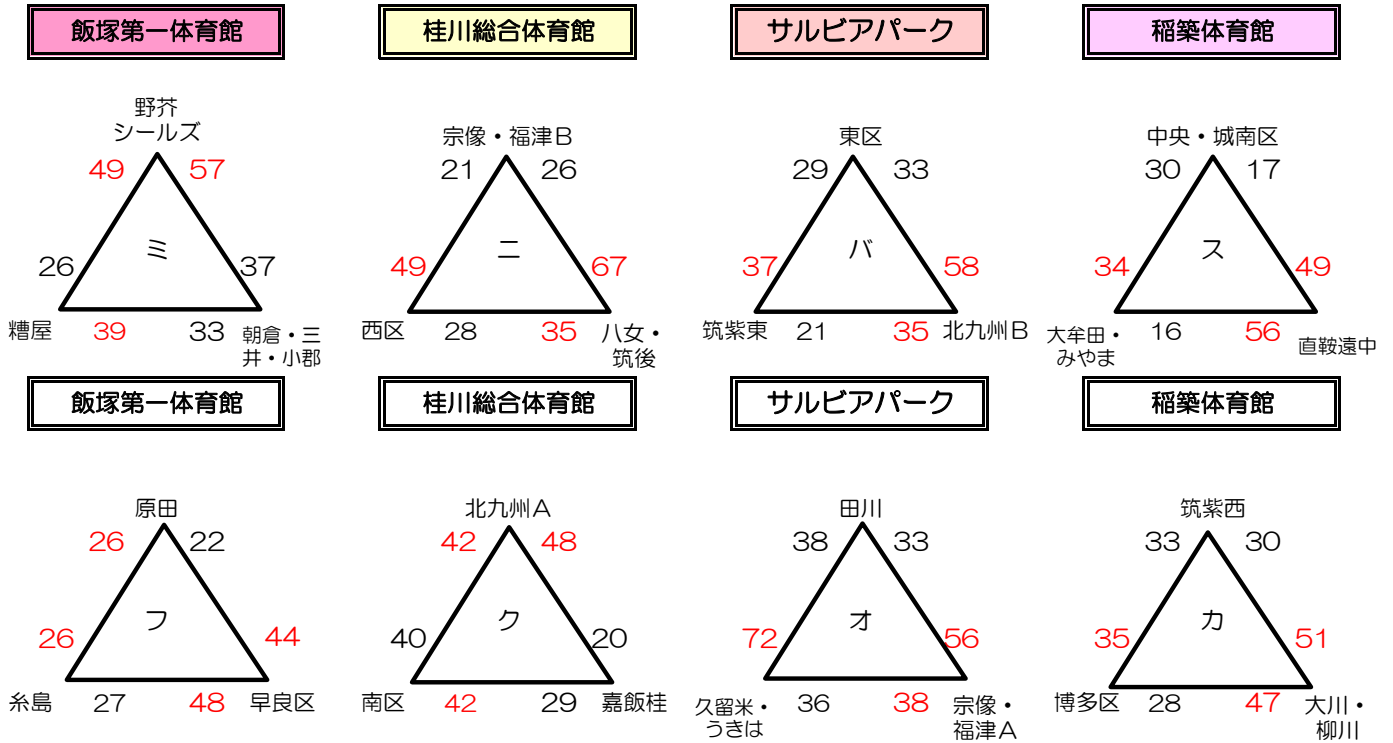 飯塚第一体育館 桂川総合体育館 サルビアパーク 稲築体育館
野芥
シールズ 宗像・福津B 東区 中央・城南区
49 57 21 26 29 33 30 17
ミ ニ バ ス
26 37 49 67 37 58 34 49
糟屋 39 33 朝倉・三 西区 28 35 八女・ 筑紫東 21 35 北九州B 大牟田・ 16 56 直鞍遠中
井・小郡 筑後 みやま
飯塚第一体育館 桂川総合体育館 サルビアパーク 稲築体育館
原田 北九州A 田川 筑紫西
26 22 42 48 38 33 33 30
フ ク オ カ
26 44 40 20 72 56 35 51
糸島 27 48 早良区 南区 42 29 嘉飯桂 久留米・ 36 38 宗像・ 博多区 28 47 大川・
うきは 福津A 柳川